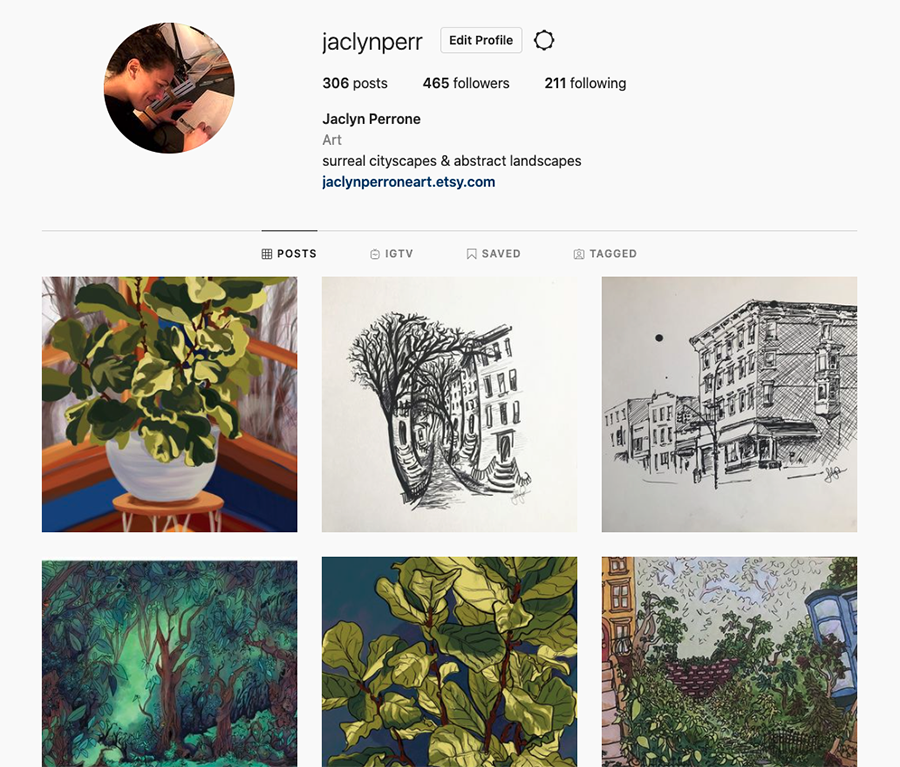 jaclynperr Edit Profile
306 posts 465 followers 211 following
Jaclyn Perrone
Art
surreal cityscapes & abstract landscapes
jaclynperroneart.etsy.com
POSTS IGTV SAVED TAGGED